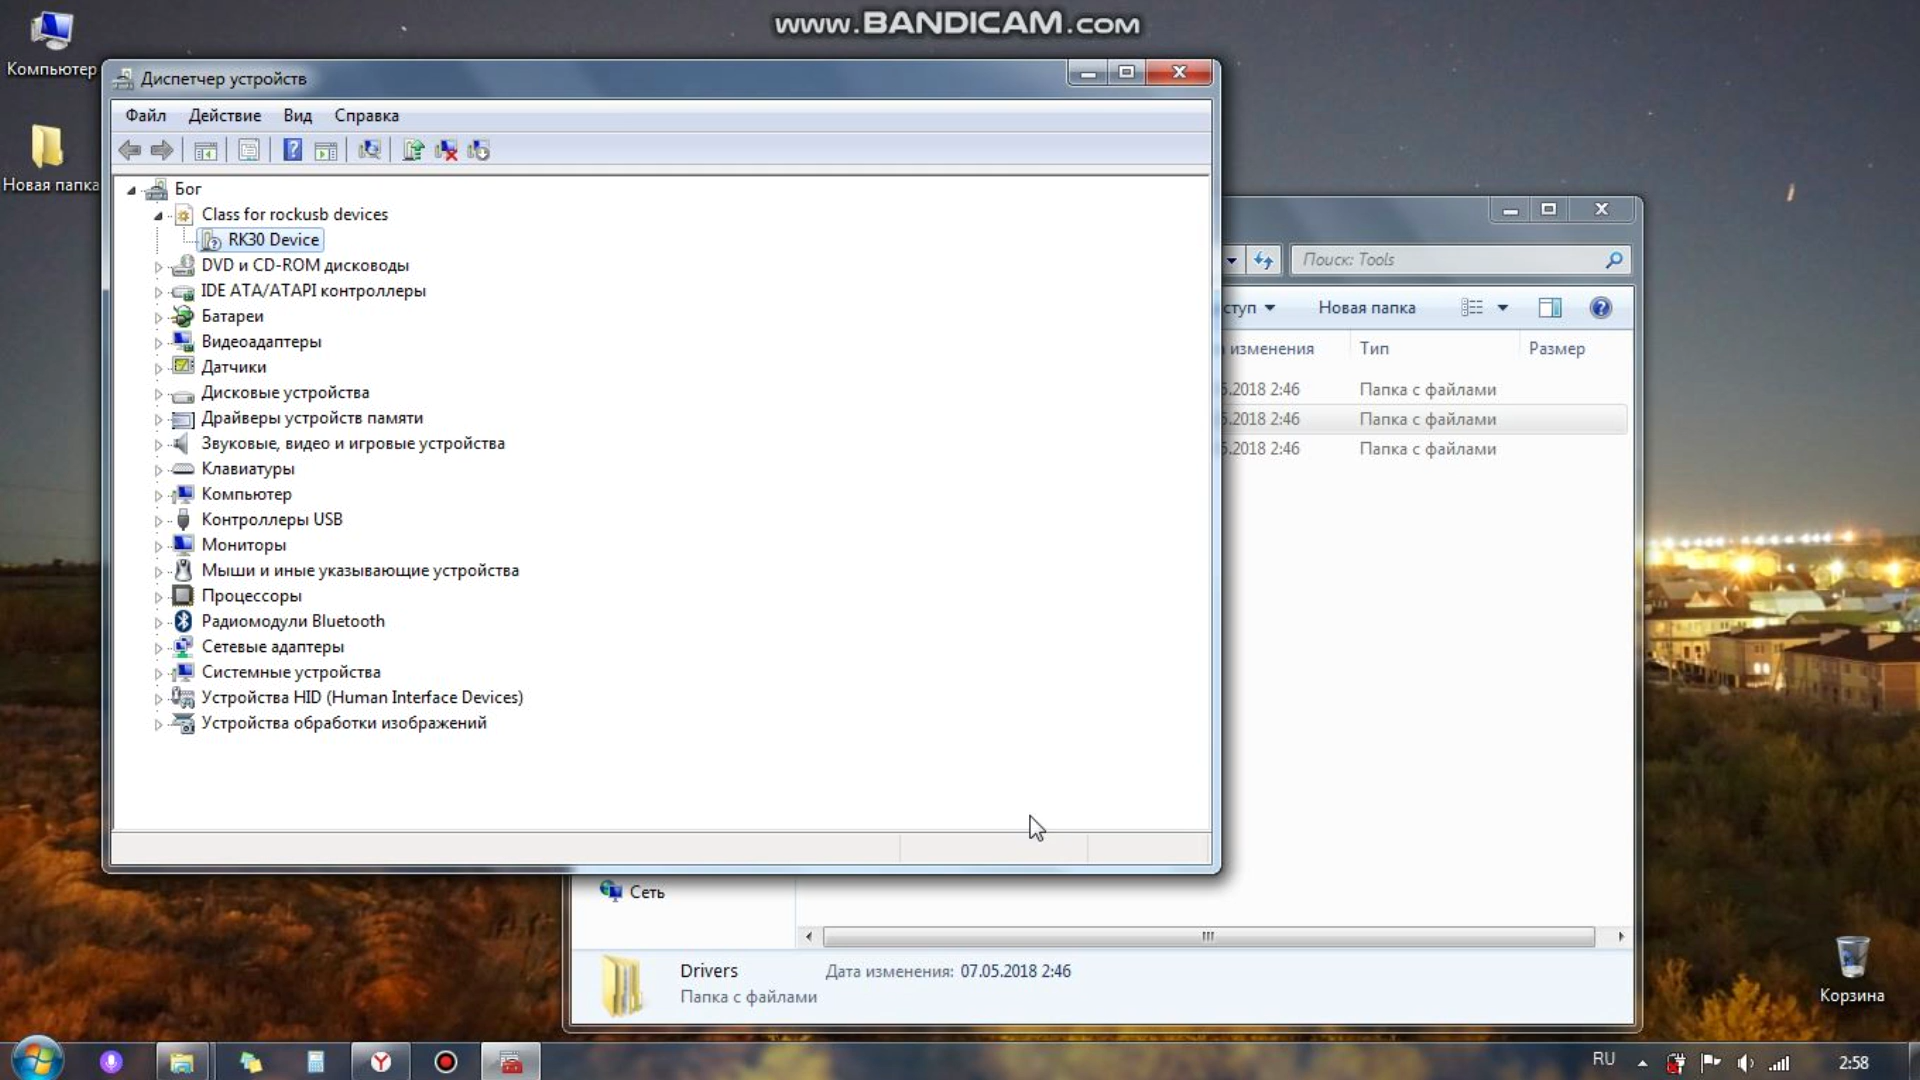 www.BANDICAM.com
Компьютер
Новая папка
Диспетчер устройств
Файл Действие Вид Справка
Бог
Class for rockusb devices
RK30 Device
DVD и CD-ROM дисководы
IDE ATA/ATAPI контроллеры
Батареи
Видеоадаптеры
Датчики
Дисковые устройства
Драйверы устройств памяти
Звуковые, видео и игровые устройства
Клавиатуры
Компьютер
Контроллеры USB
Мониторы
Мыши и иные указывающие устройства
Процессоры
Радиомодули Bluetooth
Сетевые адаптеры
Системные устройства
Устройства HID (Human Interface Devices)
Устройства обработки изображений
Поиск: Tools
ступ Новая папка
изменения Тип Размер
5.2018 2:46 Папка с файлами
5.2018 2:46 Папка с файлами
5.2018 2:46 Папка с файлами
Сеть
Drivers Дата изменения: 07.05.2018 2:46
Папка с файлами
Корзина
RU 2:58